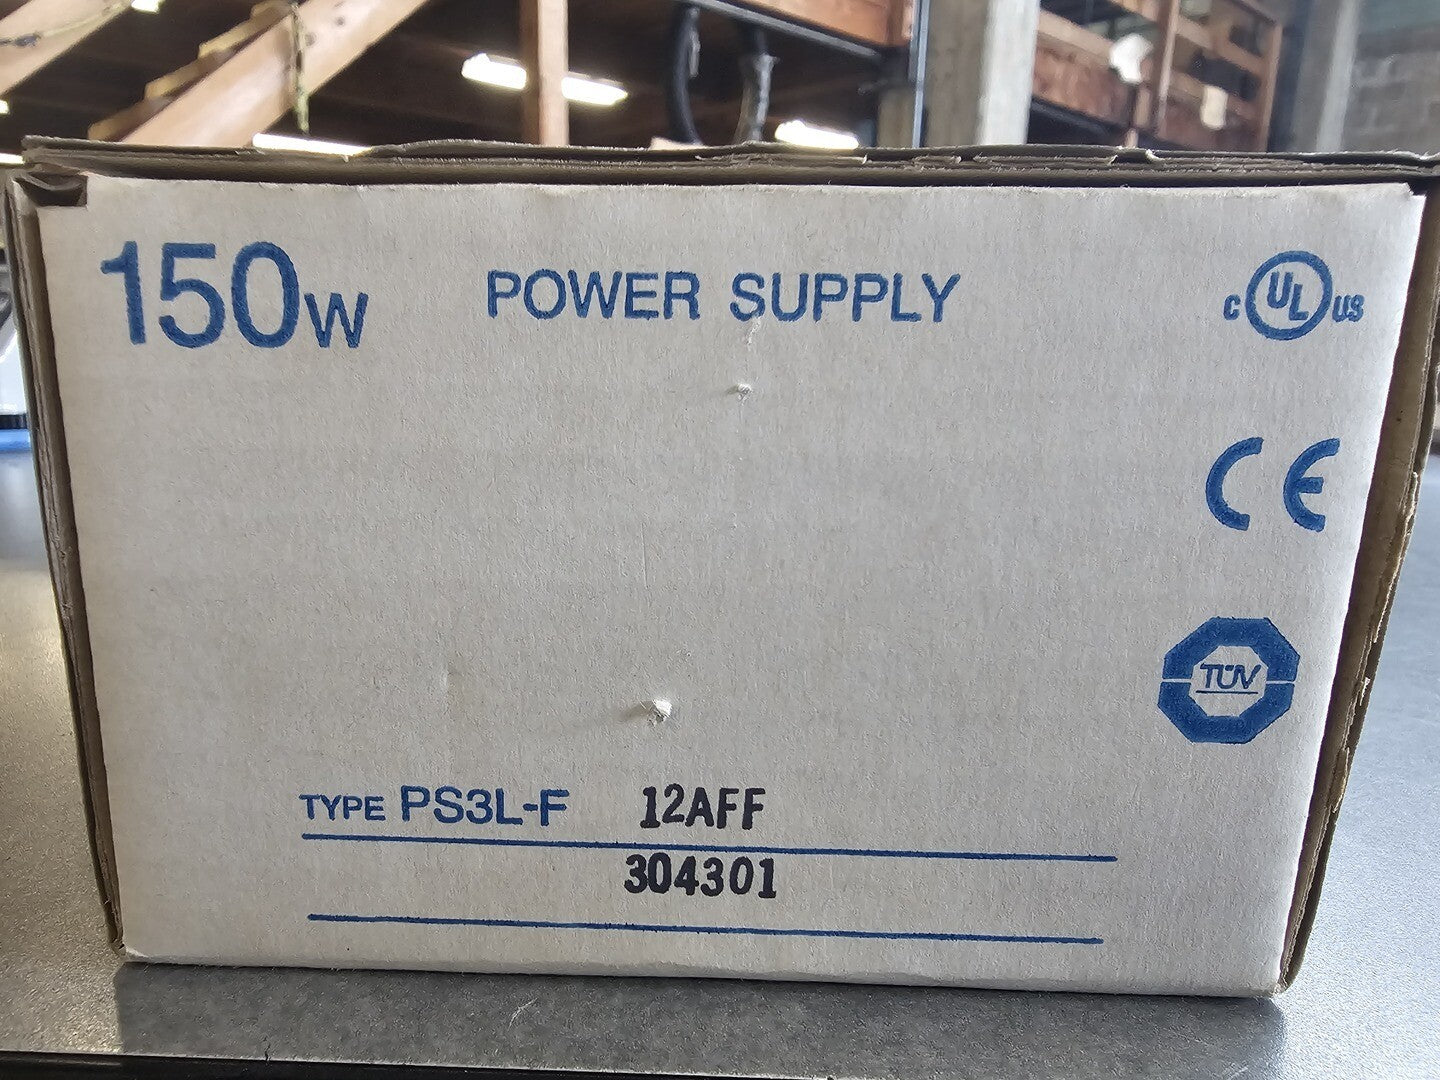 150W POWER SUPPLY
c UL US
CE
TÜV
TYPE PS3L-F 12AFF
304301